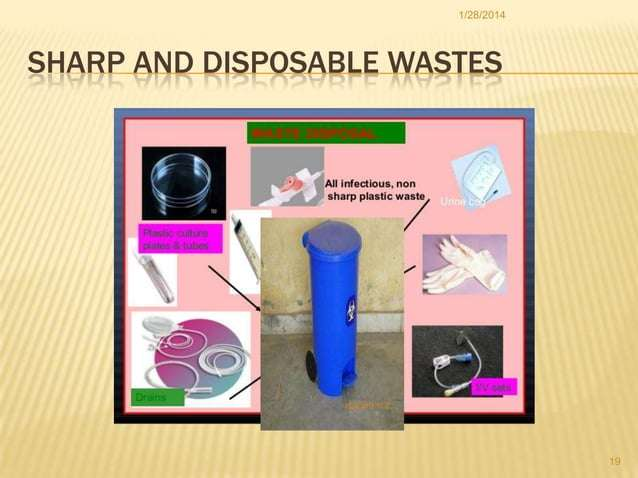 1/28/2014
SHARP AND DISPOSABLE WASTES
WASTE DISPOSAL
All infectious, non
sharp plastic waste
Urine bag
Plastic culture
plates & tubes
Drains
I/V sets
19